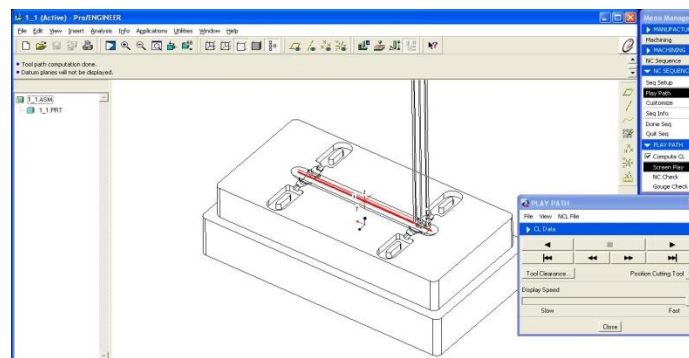 1_1 (Active) - Pro/ENGINEER
File Edit View Insert Analysis Info Applications Utilities Window Help
• Tool path computation done.
• Datum planes will not be displayed.
1_1.ASM
1_1.PRT
Menu Manag
MANUFACTU
Machining
MACHINING
NC Sequence
NC SEQUENC
Seq Setup
Play Path
Customize
Seq Info
Done Seq
Quit Seq
PLAY PATH
Compute CL
Screen Play
NC Check
Gouge Check
PLAY PATH
File View NCL File
CL Data
Tool Clearance... Position Cutting Tool
Display Speed
Slow Fast
Close